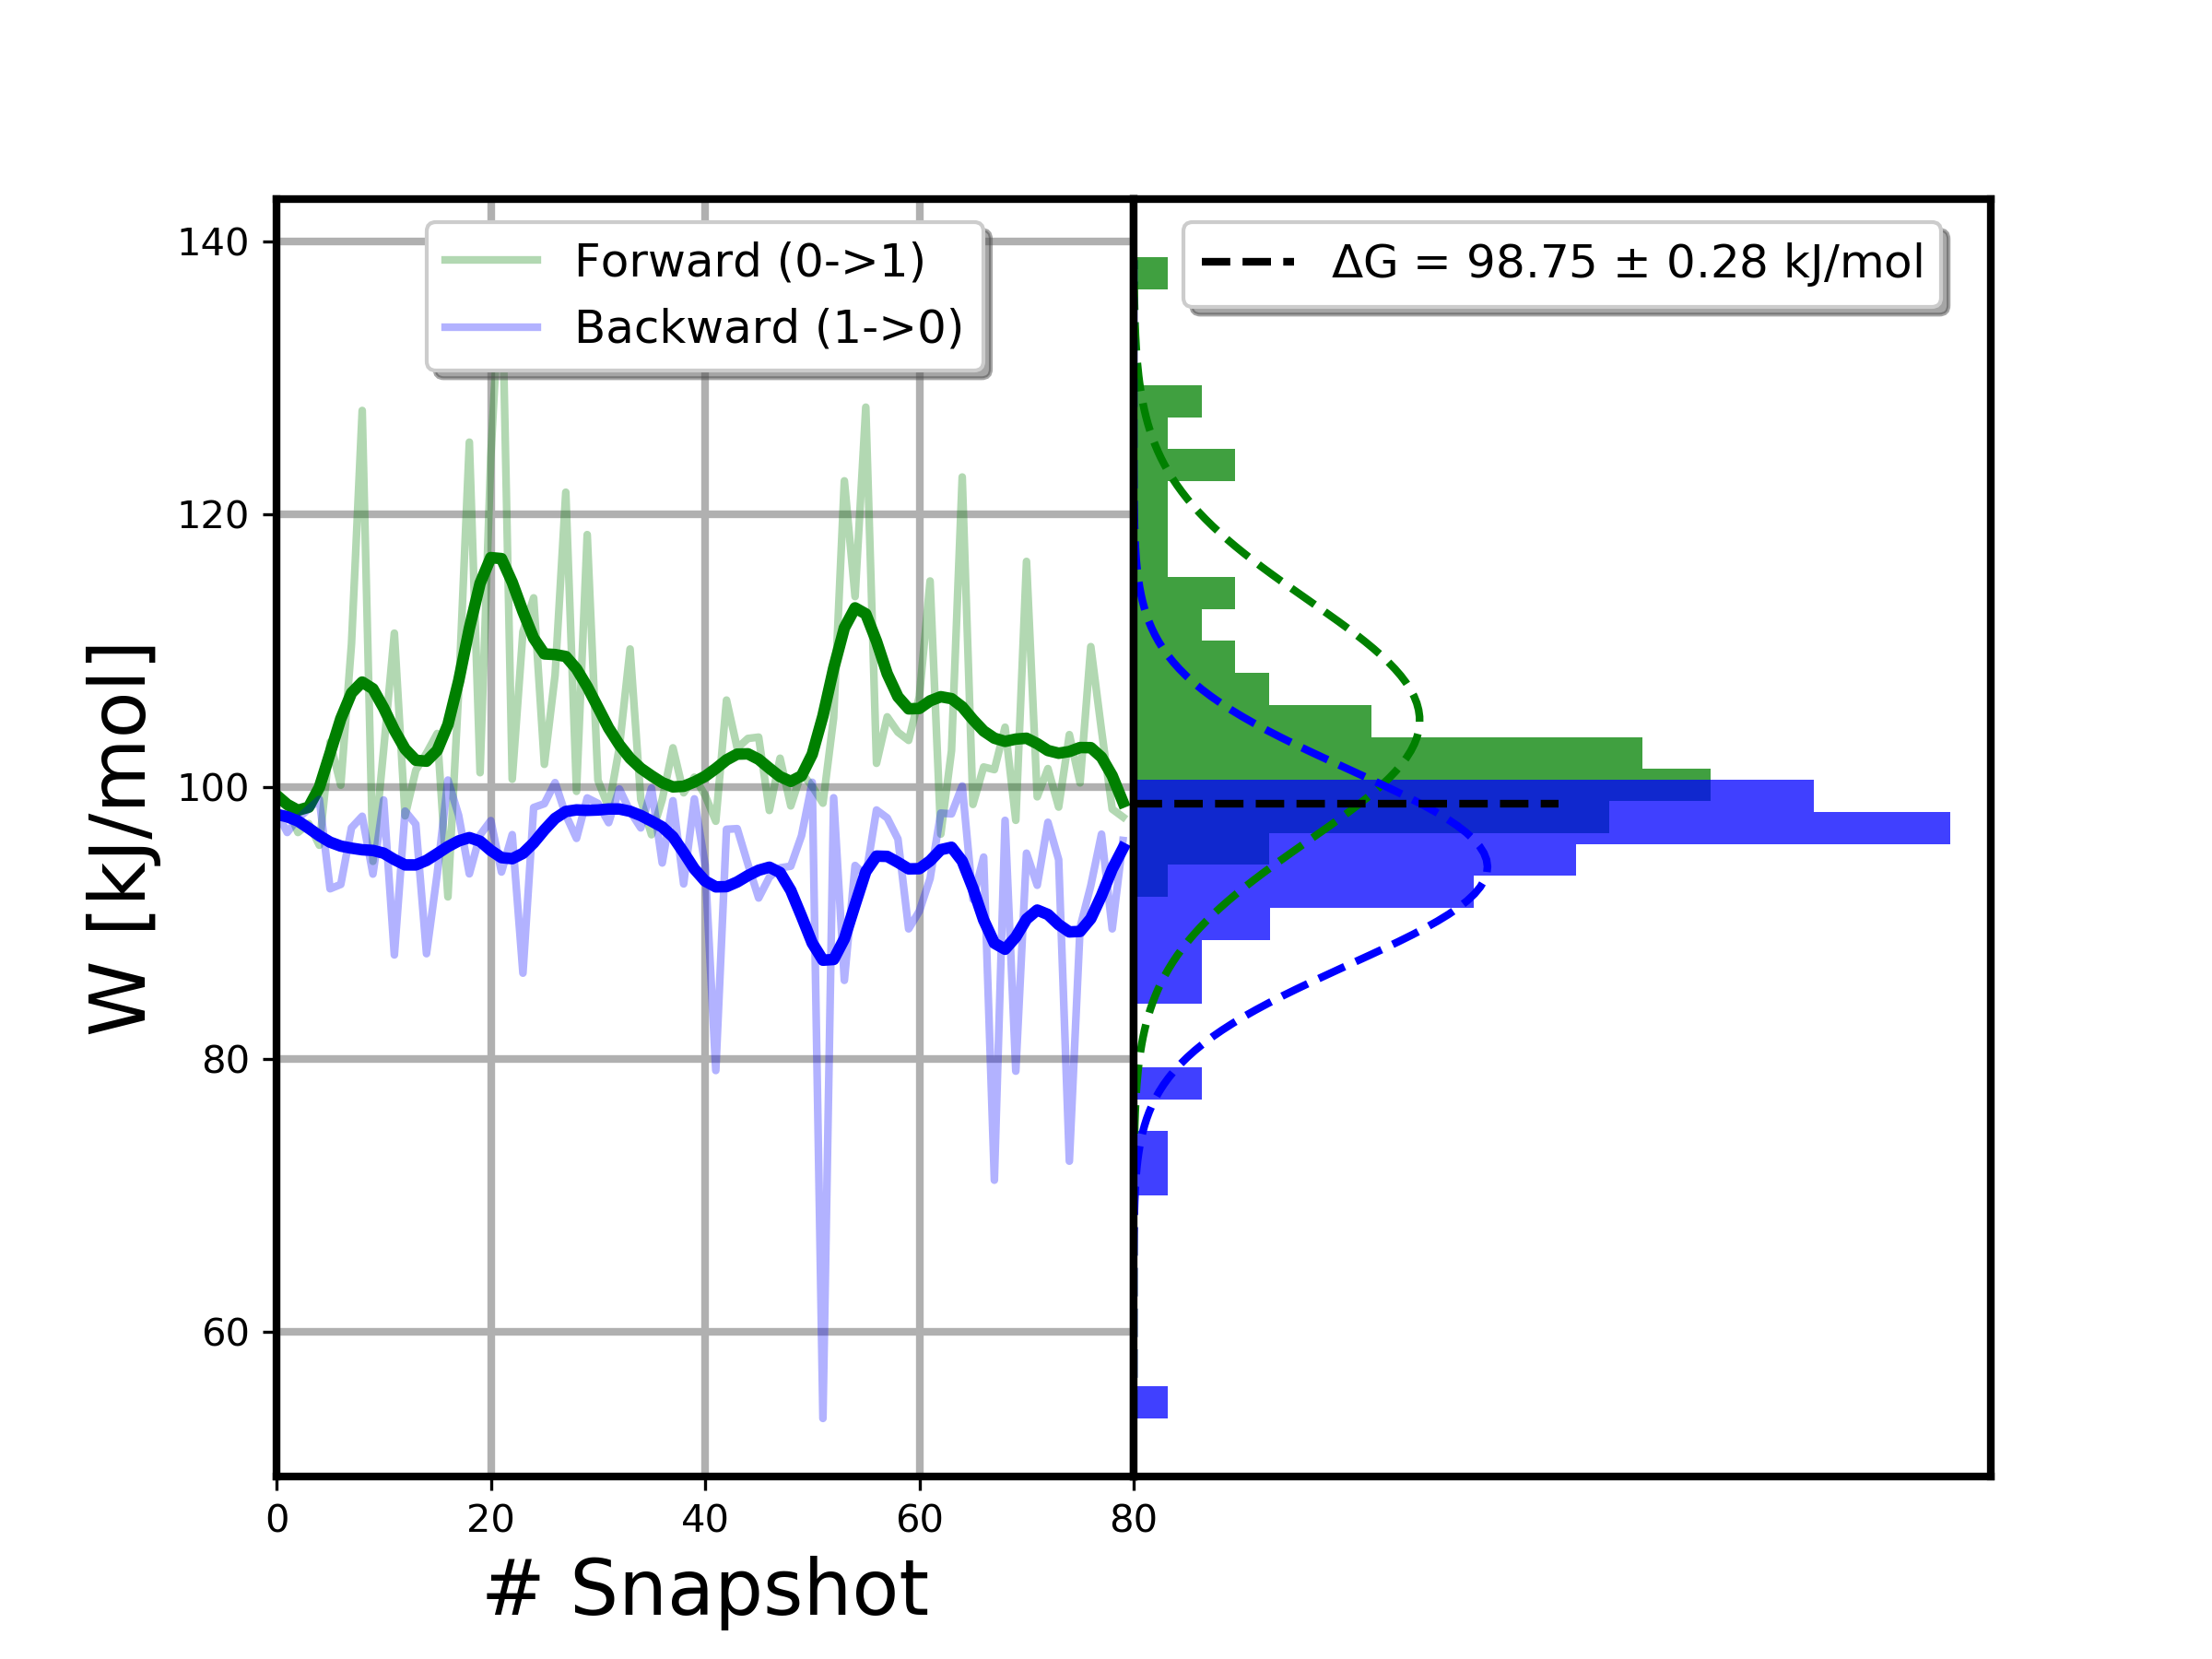 Forward (0->1)
Backward (1->0)
ΔG = 98.75 ± 0.28 kJ/mol
W [kJ/mol]
140
120
100
80
60
0 20 40 60 80
# Snapshot